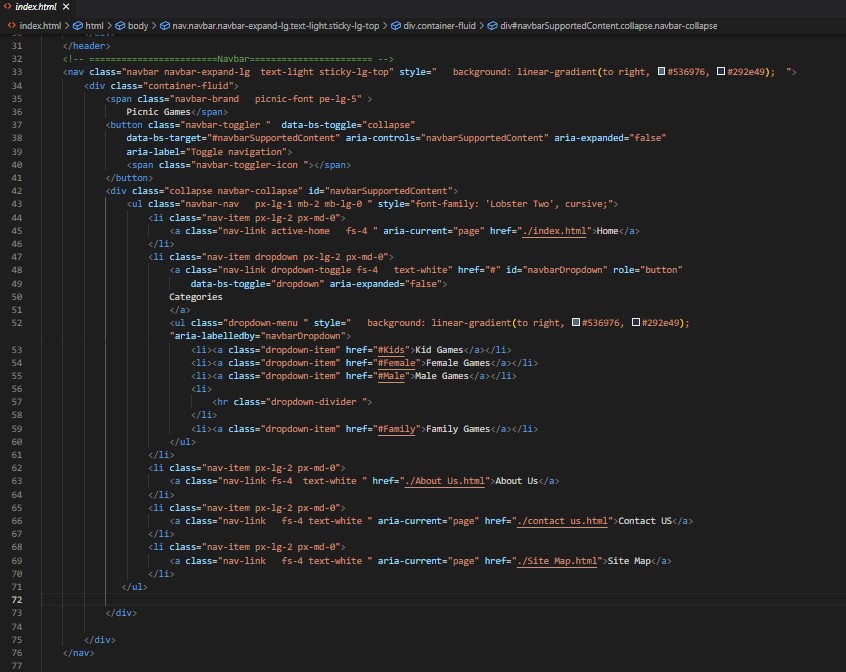 index.html ×
index.html > html > body > nav.navbar.navbar-expand-lg.text-light.sticky-lg-top > div.container-fluid > div#navbarSupportedContent.collapse.navbar-collapse
31 </header>
32 <!-- ========================Navbar======================= -->
33 <nav class="navbar navbar-expand-lg  text-light sticky-lg-top" style="   background: linear-gradient(to right, #536976, #292e49);  ">
34 <div class="container-fluid">
35 <span class="navbar-brand   picnic-font pe-lg-5" >
36 Picnic Games</span>
37 <button class="navbar-toggler "  data-bs-toggle="collapse"
38 data-bs-target="#navbarSupportedContent" aria-controls="navbarSupportedContent" aria-expanded="false"
39 aria-label="Toggle navigation">
40 <span class="navbar-toggler-icon "></span>
41 </button>
42 <div class="collapse navbar-collapse" id="navbarSupportedContent">
43 <ul class="navbar-nav   px-lg-1 mb-2 mb-lg-0 " style="font-family: 'Lobster Two', cursive;">
44 <li class="nav-item px-lg-2 px-md-0">
45 <a class="nav-link active-home   fs-4 " aria-current="page" href="./index.html">Home</a>
46 </li>
47 <li class="nav-item dropdown px-lg-2 px-md-0">
48 <a class="nav-link dropdown-toggle fs-4   text-white" href="#" id="navbarDropdown" role="button"
49 data-bs-toggle="dropdown" aria-expanded="false">
50 Categories
51 </a>
52 <ul class="dropdown-menu " style="   background: linear-gradient(to right, #536976, #292e49);
"aria-labelledby="navbarDropdown">
53 <li><a class="dropdown-item" href="#Kids">Kid Games</a></li>
54 <li><a class="dropdown-item" href="#Female">Female Games</a></li>
55 <li><a class="dropdown-item" href="#Male">Male Games</a></li>
56 <li>
57 <hr class="dropdown-divider ">
58 </li>
59 <li><a class="dropdown-item" href="#Family">Family Games</a></li>
60 </ul>
61 </li>
62 <li class="nav-item px-lg-2 px-md-0">
63 <a class="nav-link fs-4  text-white " href="./About Us.html">About Us</a>
64 </li>
65 <li class="nav-item px-lg-2 px-md-0">
66 <a class="nav-link   fs-4 text-white " aria-current="page" href="./contact us.html">Contact US</a>
67 </li>
68 <li class="nav-item px-lg-2 px-md-0">
69 <a class="nav-link   fs-4 text-white " aria-current="page" href="./Site Map.html">Site Map</a>
70 </li>
71 </ul>
72
73 </div>
74
75 </div>
76 </nav>
77